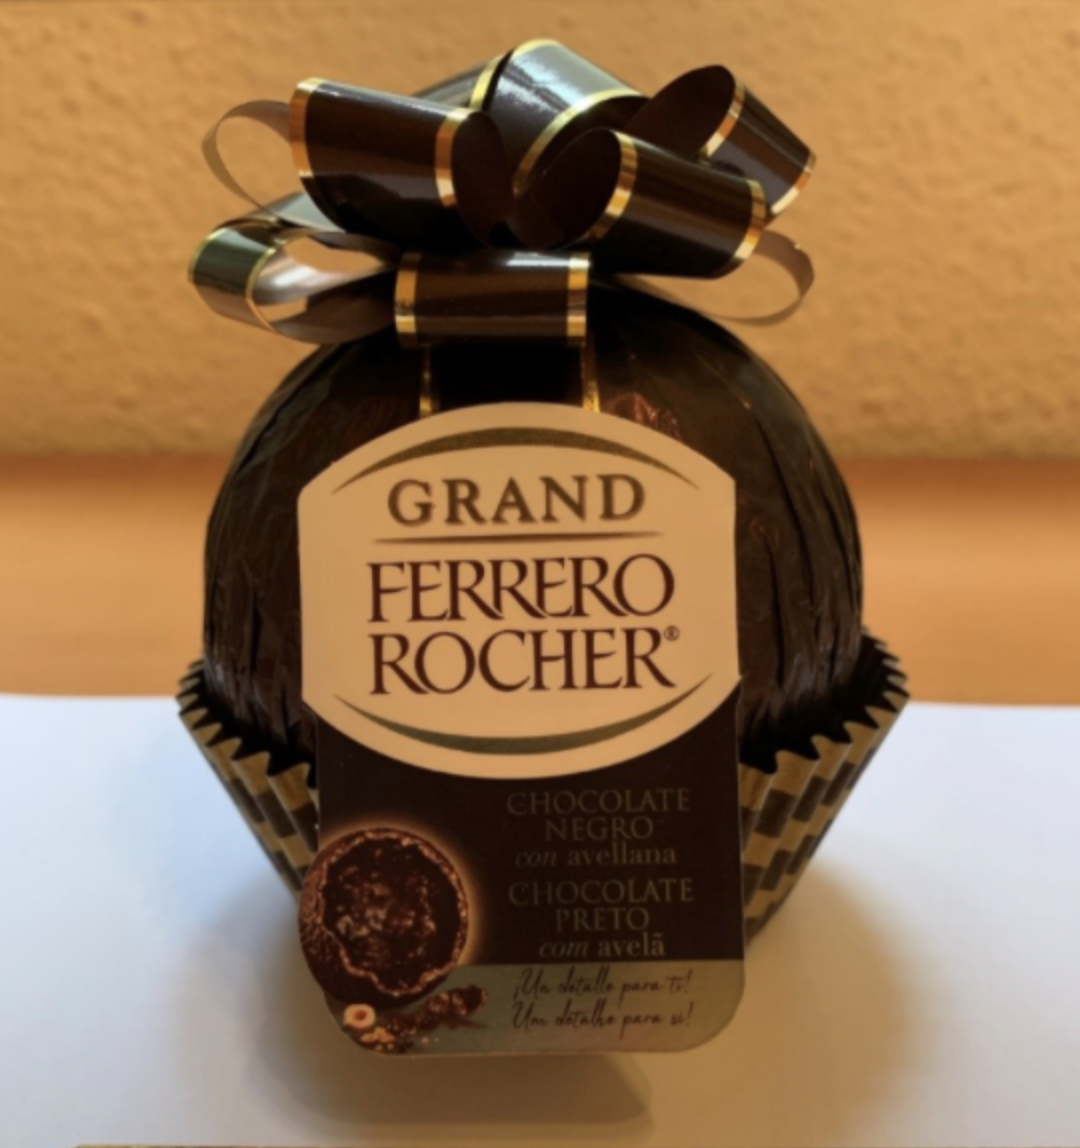 GRAND
FERRERO
ROCHER®
CHOCOLATE
NEGRO
con avellana
CHOCOLATE
PRETO
com avelã
¡Un detalle para ti!
Um detalhe para si!